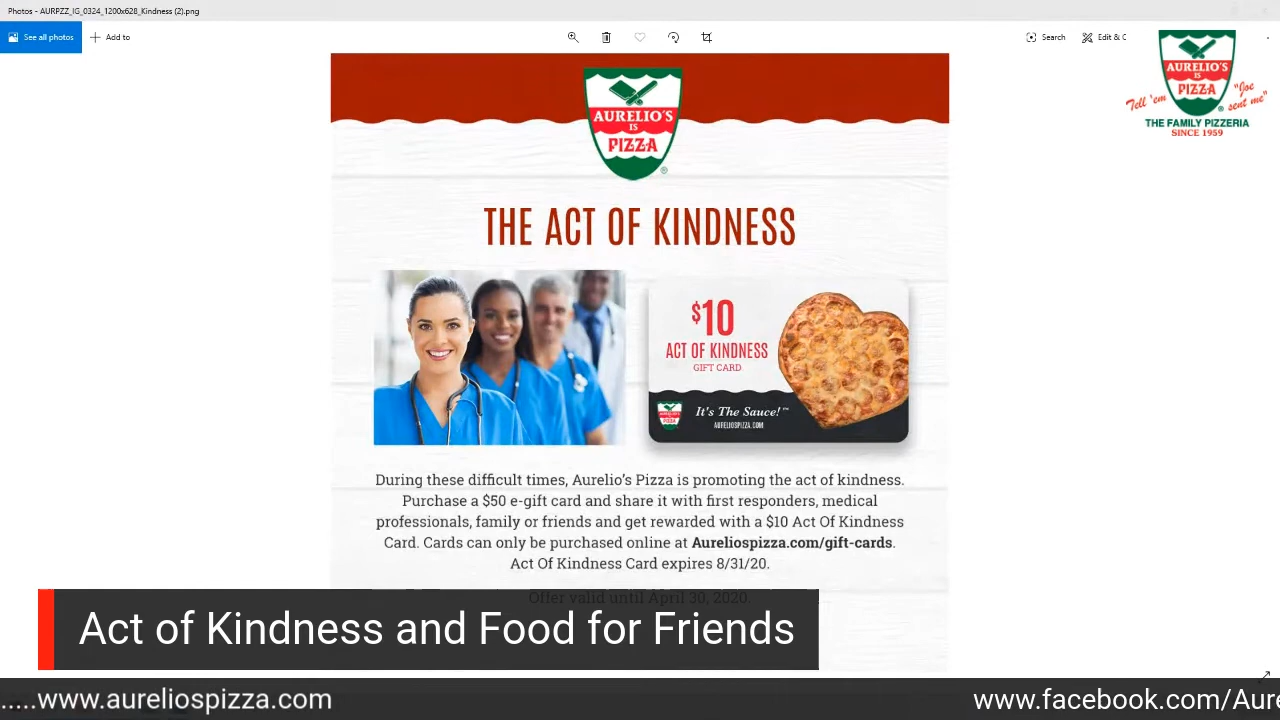 Photos - AURPZZ_IG_0324_1200x628_Kindness (2).png
See all photos
Add to
Search
Edit & C
AURELIO'S
IS
PIZZA
Tell 'em
"Joe
sent me"
THE FAMILY PIZZERIA
SINCE 1959
AURELIO'S
IS
PIZZA
®
THE ACT OF KINDNESS
$10
ACT OF KINDNESS
GIFT CARD
AURELIO'S
IS
PIZZA
It's The Sauce!™
AURELIOSPIZZA.COM
During these difficult times, Aurelio's Pizza is promoting the act of kindness.
Purchase a $50 e-gift card and share it with first responders, medical
professionals, family or friends and get rewarded with a $10 Act Of Kindness
Card. Cards can only be purchased online at Aureliospizza.com/gift-cards.
Act Of Kindness Card expires 8/31/20.
Offer valid until April 30, 2020.
Act of Kindness and Food for Friends
.....www.aureliospizza.com
www.facebook.com/Aure